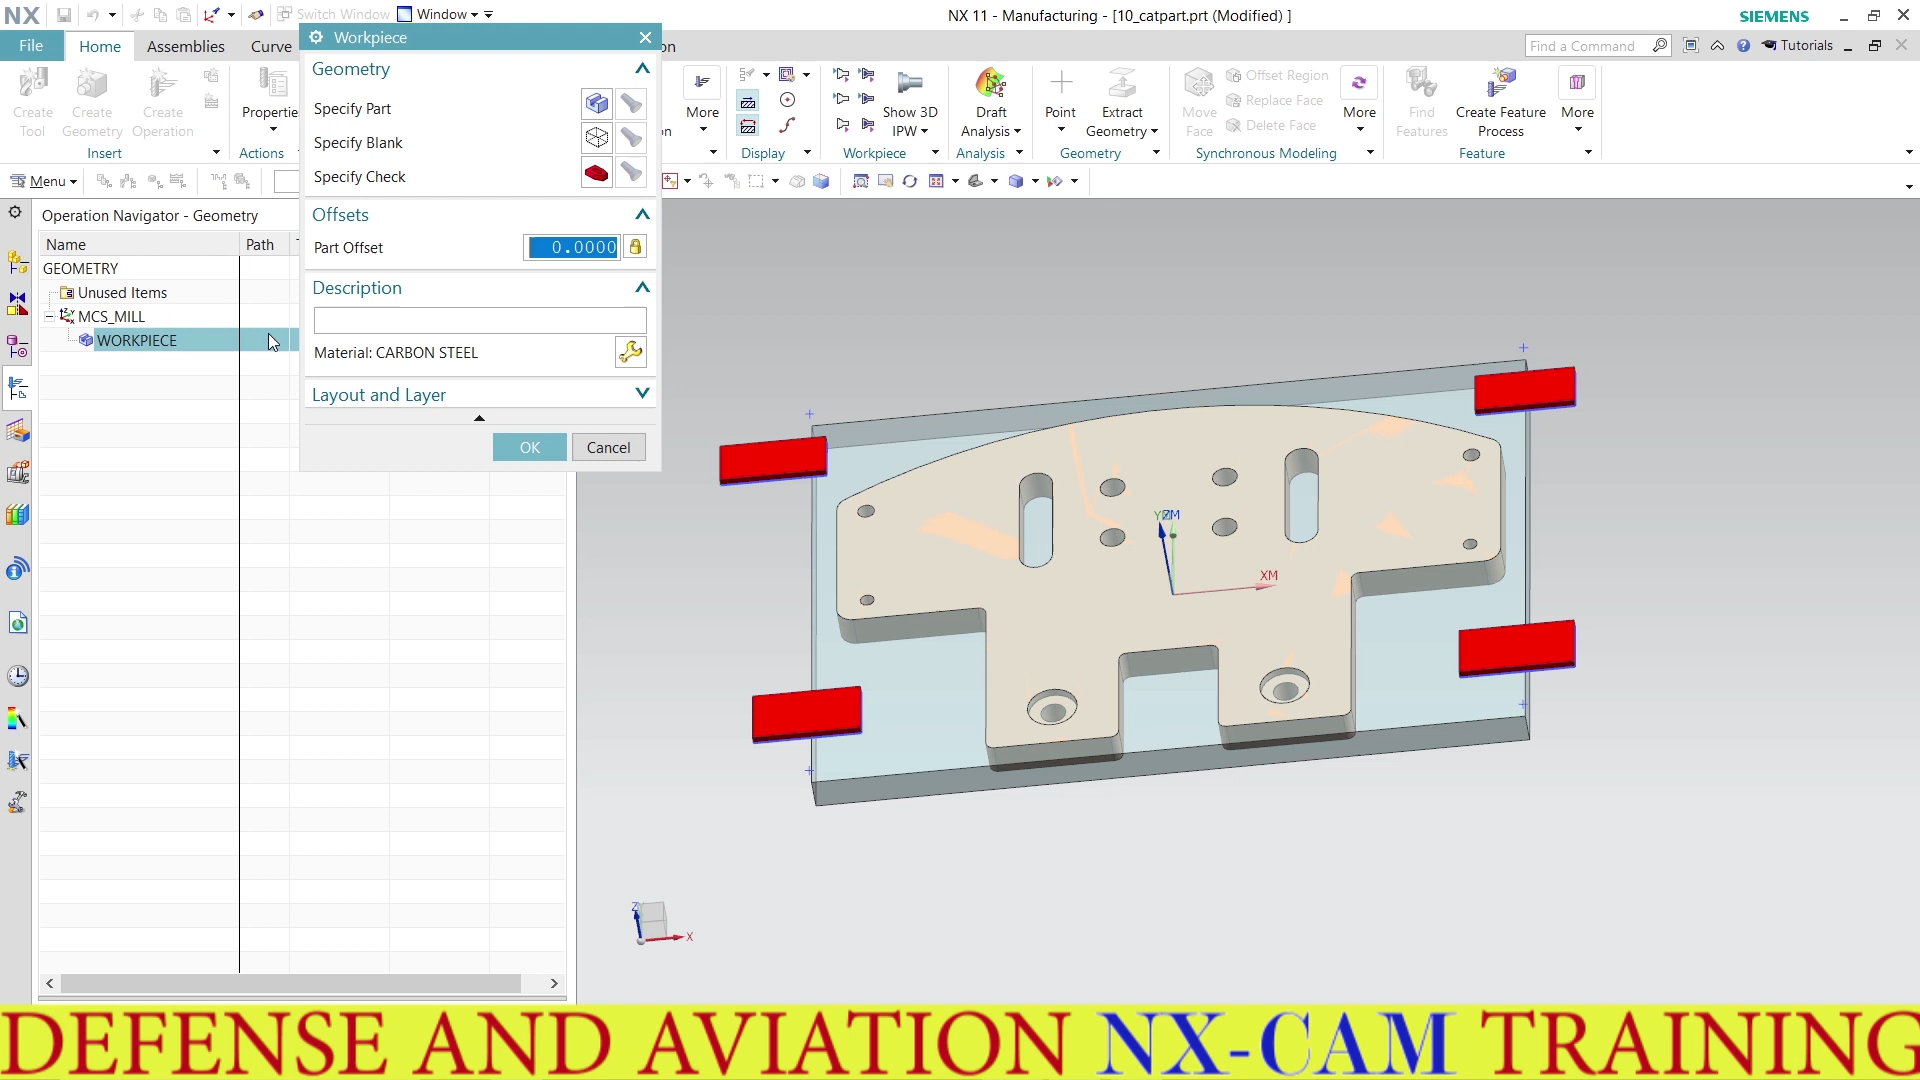 NX
Switch Window
Window
NX 11 - Manufacturing - [10_catpart.prt (Modified) ]
SIEMENS
File
Home
Assemblies
Curve
on
Find a Command
Tutorials
Create Tool
Create Geometry
Create Operation
Insert
Propertie
Actions
More
n
Display
Show 3D IPW
Workpiece
Draft Analysis
Analysis
Point
Extract Geometry
Geometry
Move Face
Offset Region
Replace Face
Delete Face
More
Synchronous Modeling
Find Features
Create Feature Process
More
Feature
Menu
Workpiece
Geometry
Specify Part
Specify Blank
Specify Check
Offsets
Part Offset
0.0000
Description
Material: CARBON STEEL
Layout and Layer
OK
Cancel
Operation Navigator - Geometry
Name
Path
GEOMETRY
Unused Items
MCS_MILL
WORKPIECE
ZM
XM
Z
X
DEFENSE AND AVIATION NX-CAM TRAINING